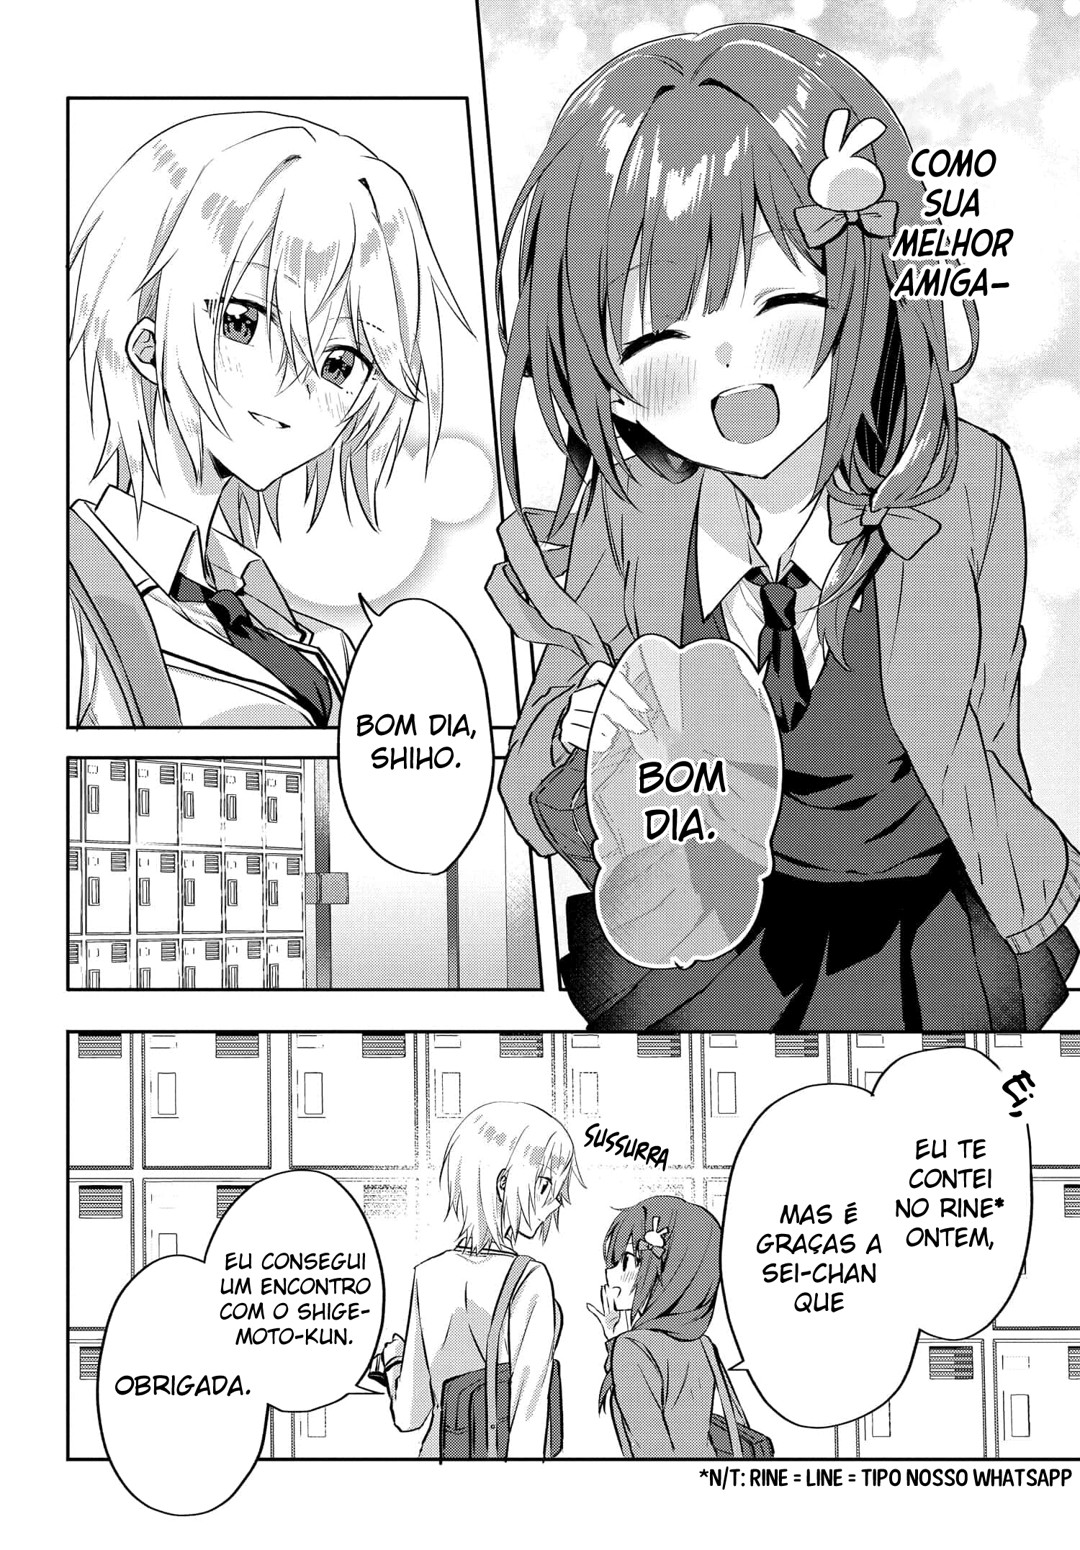 COMO
SUA
MELHOR
AMIGA-
BOM
DIA.
BOM DIA,
SHIHO.
Ei,
EU TE
CONTEI
NO RINE*
ONTEM,
MAS É
GRAÇAS A
SEI-CHAN
QUE
SUSSURRA
EU CONSEGUI
UM ENCONTRO
COM O SHIGE-
MOTO-KUN.
OBRIGADA.
*N/T: RINE = LINE = TIPO NOSSO WHATSAPP